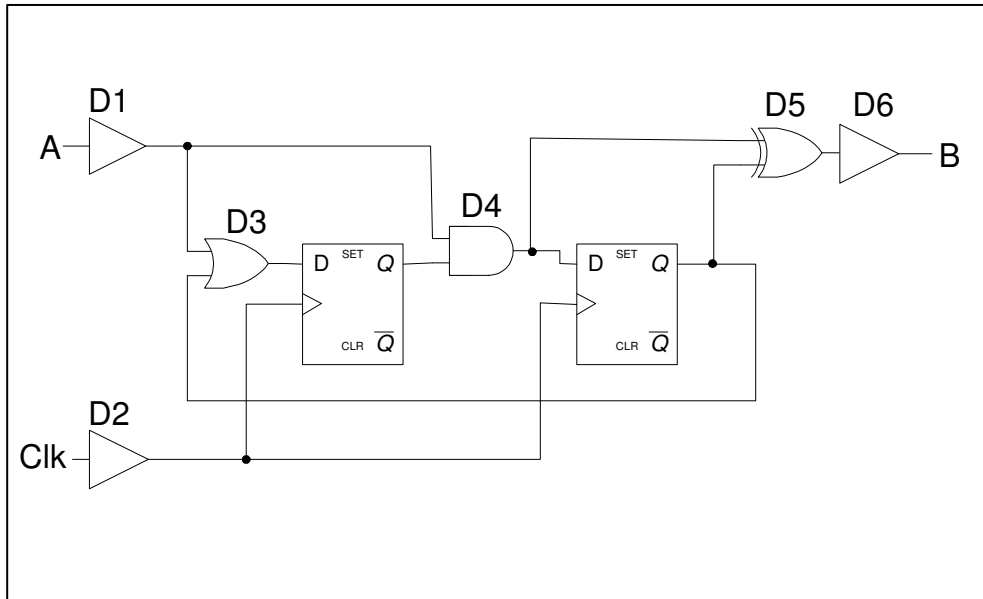 D1
A
D5
D6
B
D4
D3
D
SET
Q
CLR
Q̅
D
SET
Q
CLR
Q̅
D2
Clk